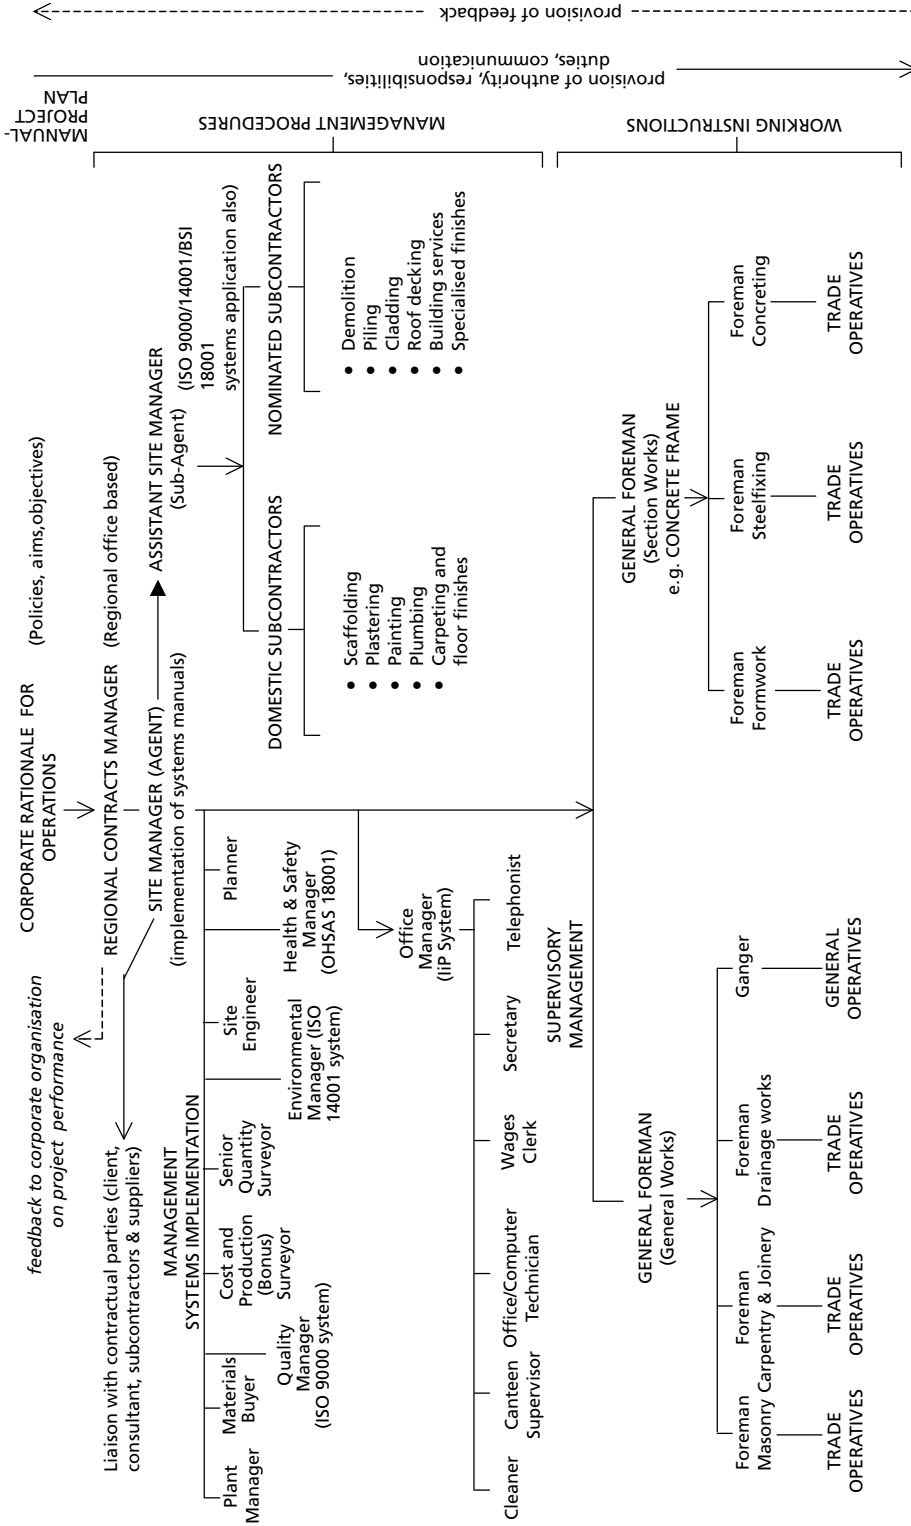 CORPORATE RATIONALE FOR
OPERATIONS
(Policies, aims,objectives)
feedback to corporate organisation
on project performance
REGIONAL CONTRACTS MANAGER (Regional office based)
Liaison with contractual parties (client,
consultant, subcontractors & suppliers)
SITE MANAGER (AGENT)
(implementation of systems manuals)
ASSISTANT SITE MANAGER
(Sub-Agent)
(ISO 9000/14001/BSI
18001
systems application also)
MANAGEMENT
SYSTEMS IMPLEMENTATION
Plant
Manager
Materials
Buyer
Cost and
Production
(Bonus)
Surveyor
Senior
Quantity
Surveyor
Site
Engineer
Planner
Quality
Manager
(ISO 9000 system)
Environmental
Manager (ISO
14001 system)
Health & Safety
Manager
(OHSAS 18001)
DOMESTIC SUBCONTRACTORS
• Scaffolding
• Plastering
• Painting
• Plumbing
• Carpeting and
floor finishes
NOMINATED SUBCONTRACTORS
• Demolition
• Piling
• Cladding
• Roof decking
• Building services
• Specialised finishes
Office
Manager
(IiP System)
Cleaner
Canteen
Supervisor
Office/Computer
Technician
Wages
Clerk
Secretary
Telephonist
SUPERVISORY
MANAGEMENT
GENERAL FOREMAN
(General Works)
GENERAL FOREMAN
(Section Works)
e.g. CONCRETE FRAME
Foreman
Masonry
Foreman
Carpentry & Joinery
Foreman
Drainage works
Ganger
Foreman
Formwork
Foreman
Steelfixing
Foreman
Concreting
TRADE
OPERATIVES
TRADE
OPERATIVES
TRADE
OPERATIVES
GENERAL
OPERATIVES
TRADE
OPERATIVES
TRADE
OPERATIVES
TRADE
OPERATIVES
MANUAL-
PROJECT
PLAN
MANAGEMENT PROCEDURES
WORKING INSTRUCTIONS
provision of authority, responsibilities,
duties, communication
provision of feedback